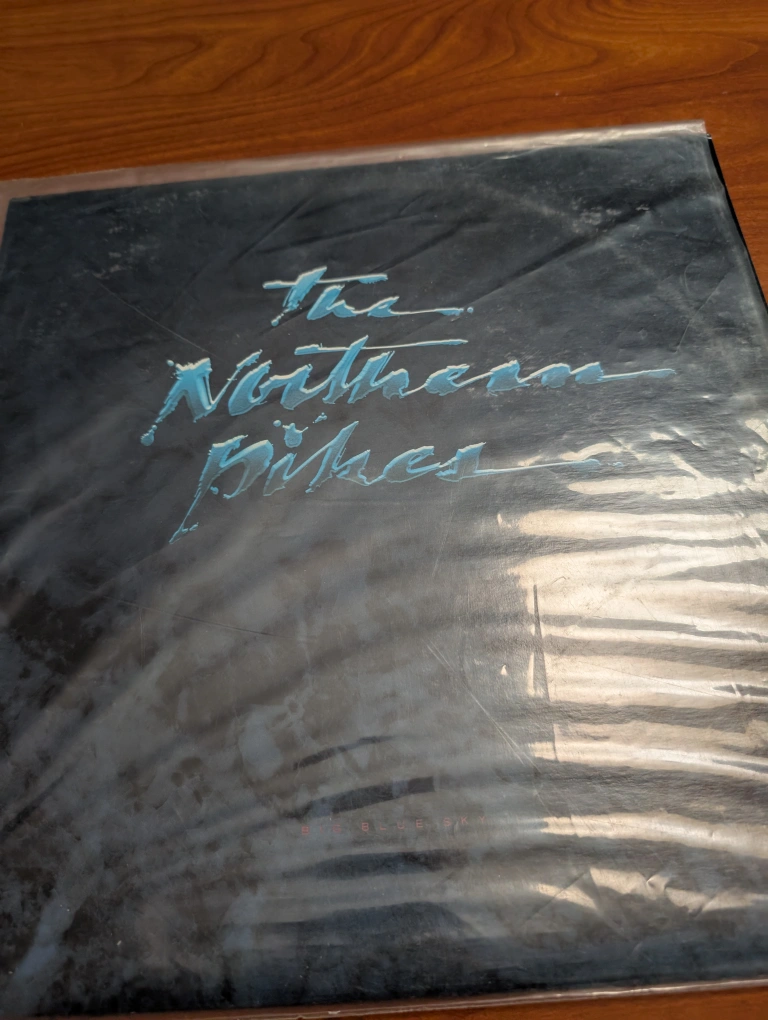 the
Northern
Pikes
BIG BLUE SKY